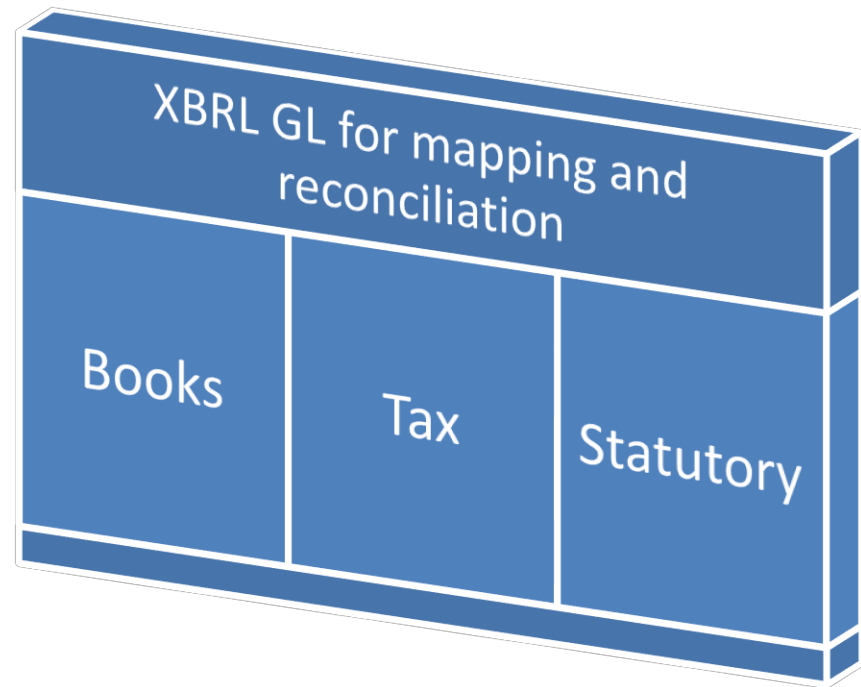 XBRL GL for mapping and
reconciliation
Books
Tax
Statutory